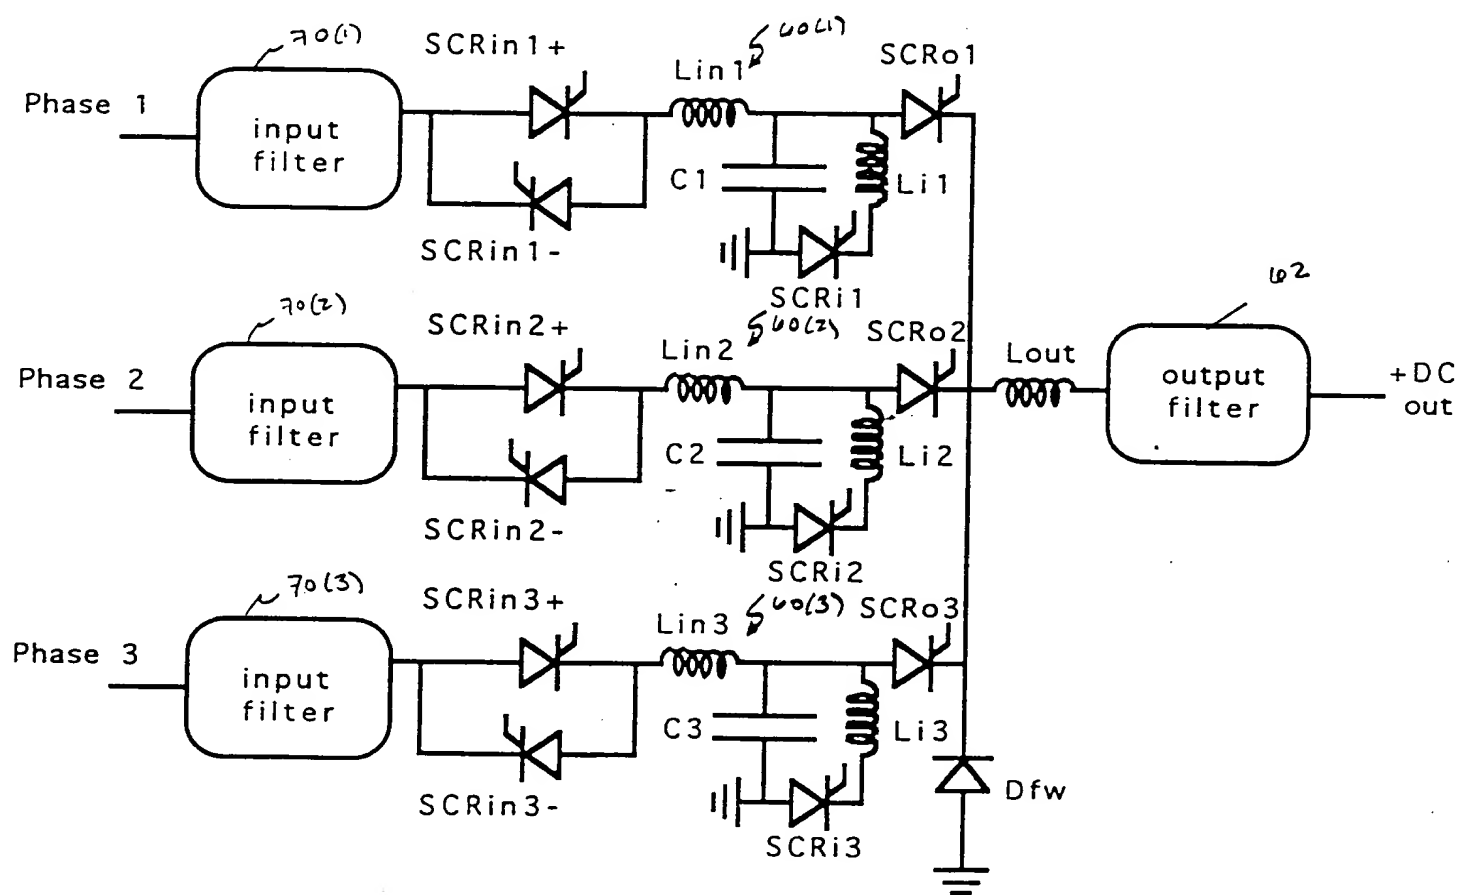 70(1)
SCRin1+
60(1)
Lin1
SCRo1
Phase 1
input
filter
C1
Li1
SCRin1-
SCRi1
62
70(2)
SCRin2+
60(2)
SCRo2
Lin2
Lout
Phase 2
input
filter
output
filter
+DC
out
C2
Li2
SCRin2-
SCRi2
70(3)
SCRin3+
60(3)
SCRo3
Lin3
Phase 3
input
filter
C3
Li3
Dfw
SCRin3-
SCRi3